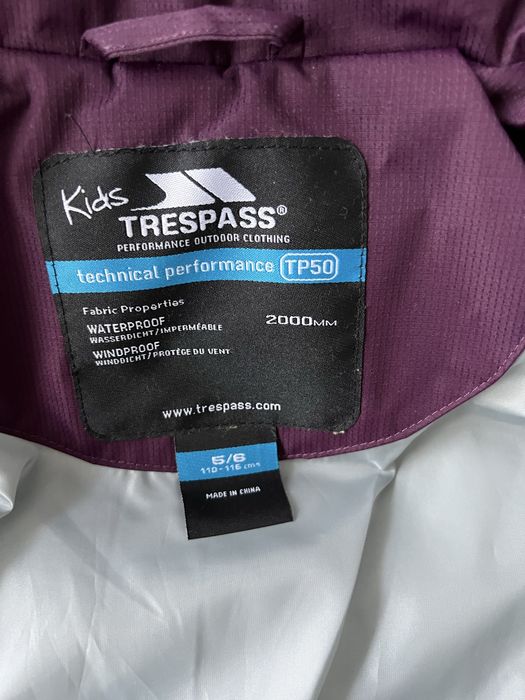 Kids
TRESPASS®
PERFORMANCE OUTDOOR CLOTHING
technical performance TP50
Fabric Properties
WATERPROOF 2000MM
WASSERDICHT/IMPERMÉABLE
WINDPROOF
WINDDICHT/PROTÈGE DU VENT
www.trespass.com
5/6
110-116 cms
MADE IN CHINA